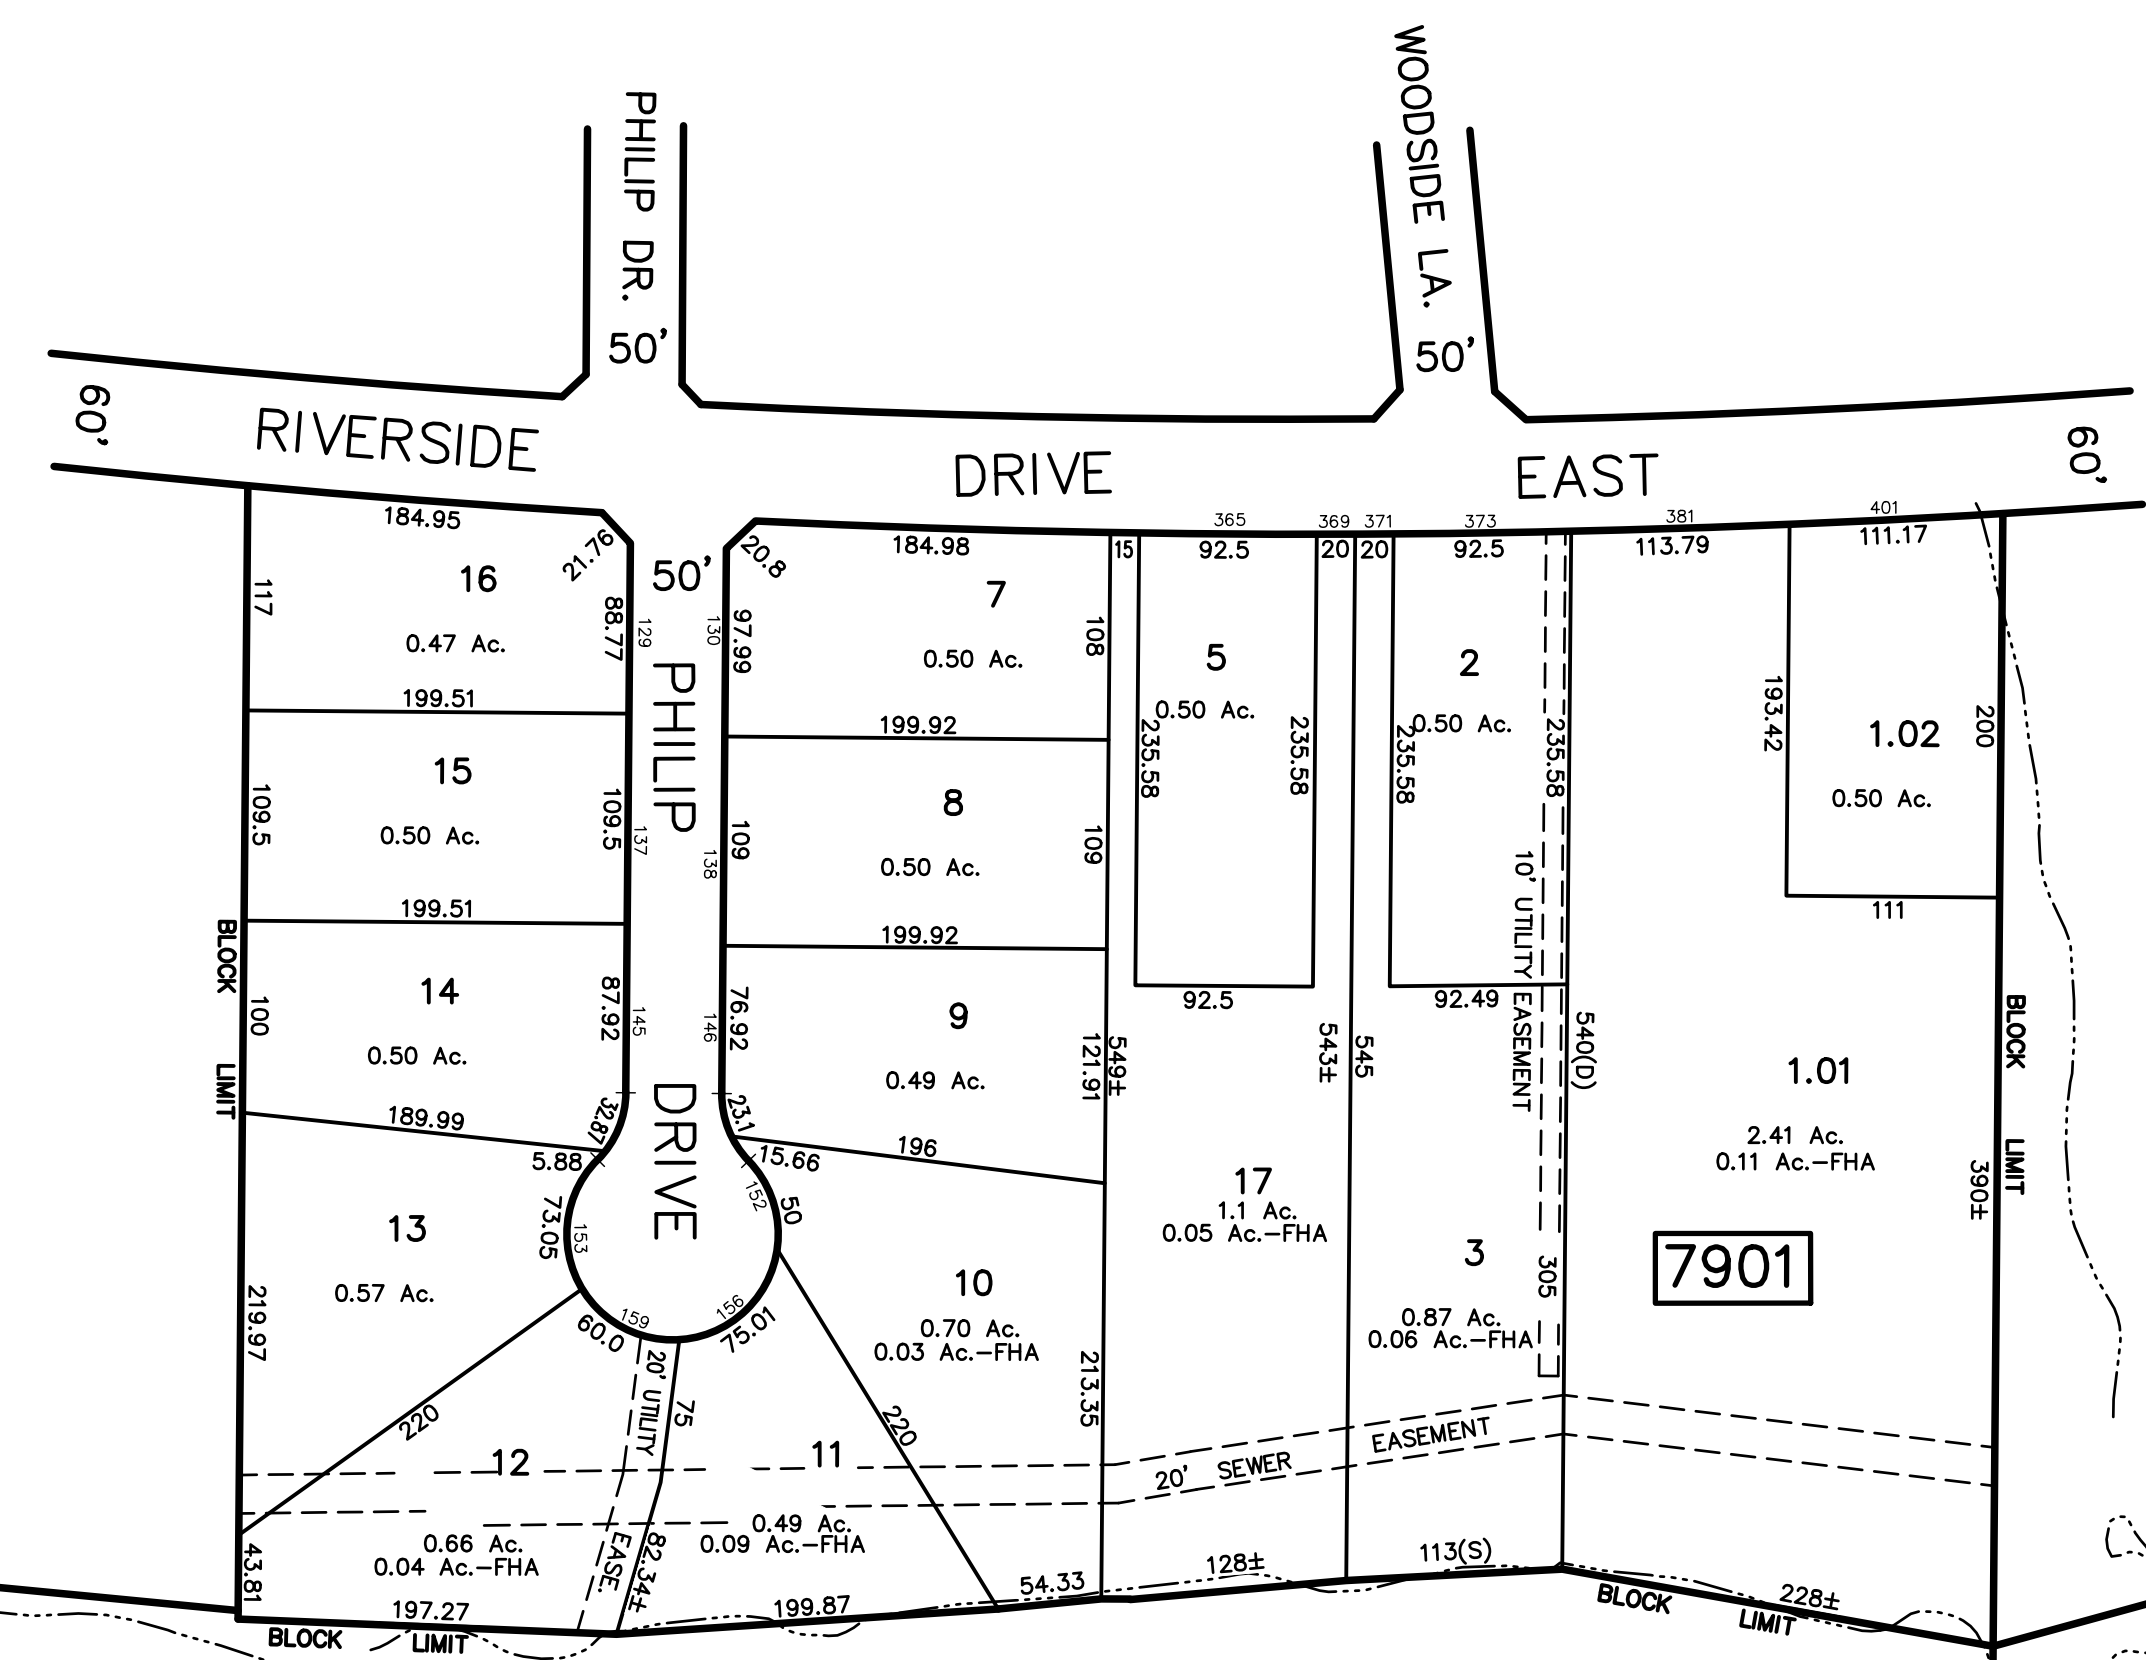 PHILIP DR.
50'
WOODSIDE LA.
50'
60'
RIVERSIDE
DRIVE
EAST
60'
365
369
371
373
381
401
184.95
21.76
50'
20.8
184.98
15
92.5
20
20
92.5
113.79
111.17
117
16
0.47 Ac.
88.77
129
130
97.99
7
0.50 Ac.
108
5
0.50 Ac.
235.58
235.58
2
0.50 Ac.
235.58
235.58
193.42
1.02
0.50 Ac.
200
111
199.51
199.92
PHILIP
15
0.50 Ac.
109.5
109.5
137
138
109
8
0.50 Ac.
109
199.51
199.92
BLOCK
LIMIT
100
14
0.50 Ac.
87.92
145
146
76.92
9
0.49 Ac.
121.91
549±
92.5
543±
545
92.49
10' UTILITY EASEMENT
540(D)
1.01
2.41 Ac.
0.11 Ac.-FHA
BLOCK
LIMIT
390±
189.99
32.87
DRIVE
23.1
196
5.88
15.66
13
0.57 Ac.
219.97
73.05
153
152
50
17
1.1 Ac.
0.05 Ac.-FHA
3
0.87 Ac.
0.06 Ac.-FHA
305
7901
10
0.70 Ac.
0.03 Ac.-FHA
213.35
60.0
159
156
75.01
220
20' UTILITY
75
220
12
0.66 Ac.
0.04 Ac.-FHA
EASE.
82.34±
11
0.49 Ac.
0.09 Ac.-FHA
20' SEWER EASEMENT
43.81
197.27
199.87
54.33
128±
113(S)
228±
BLOCK LIMIT
BLOCK LIMIT